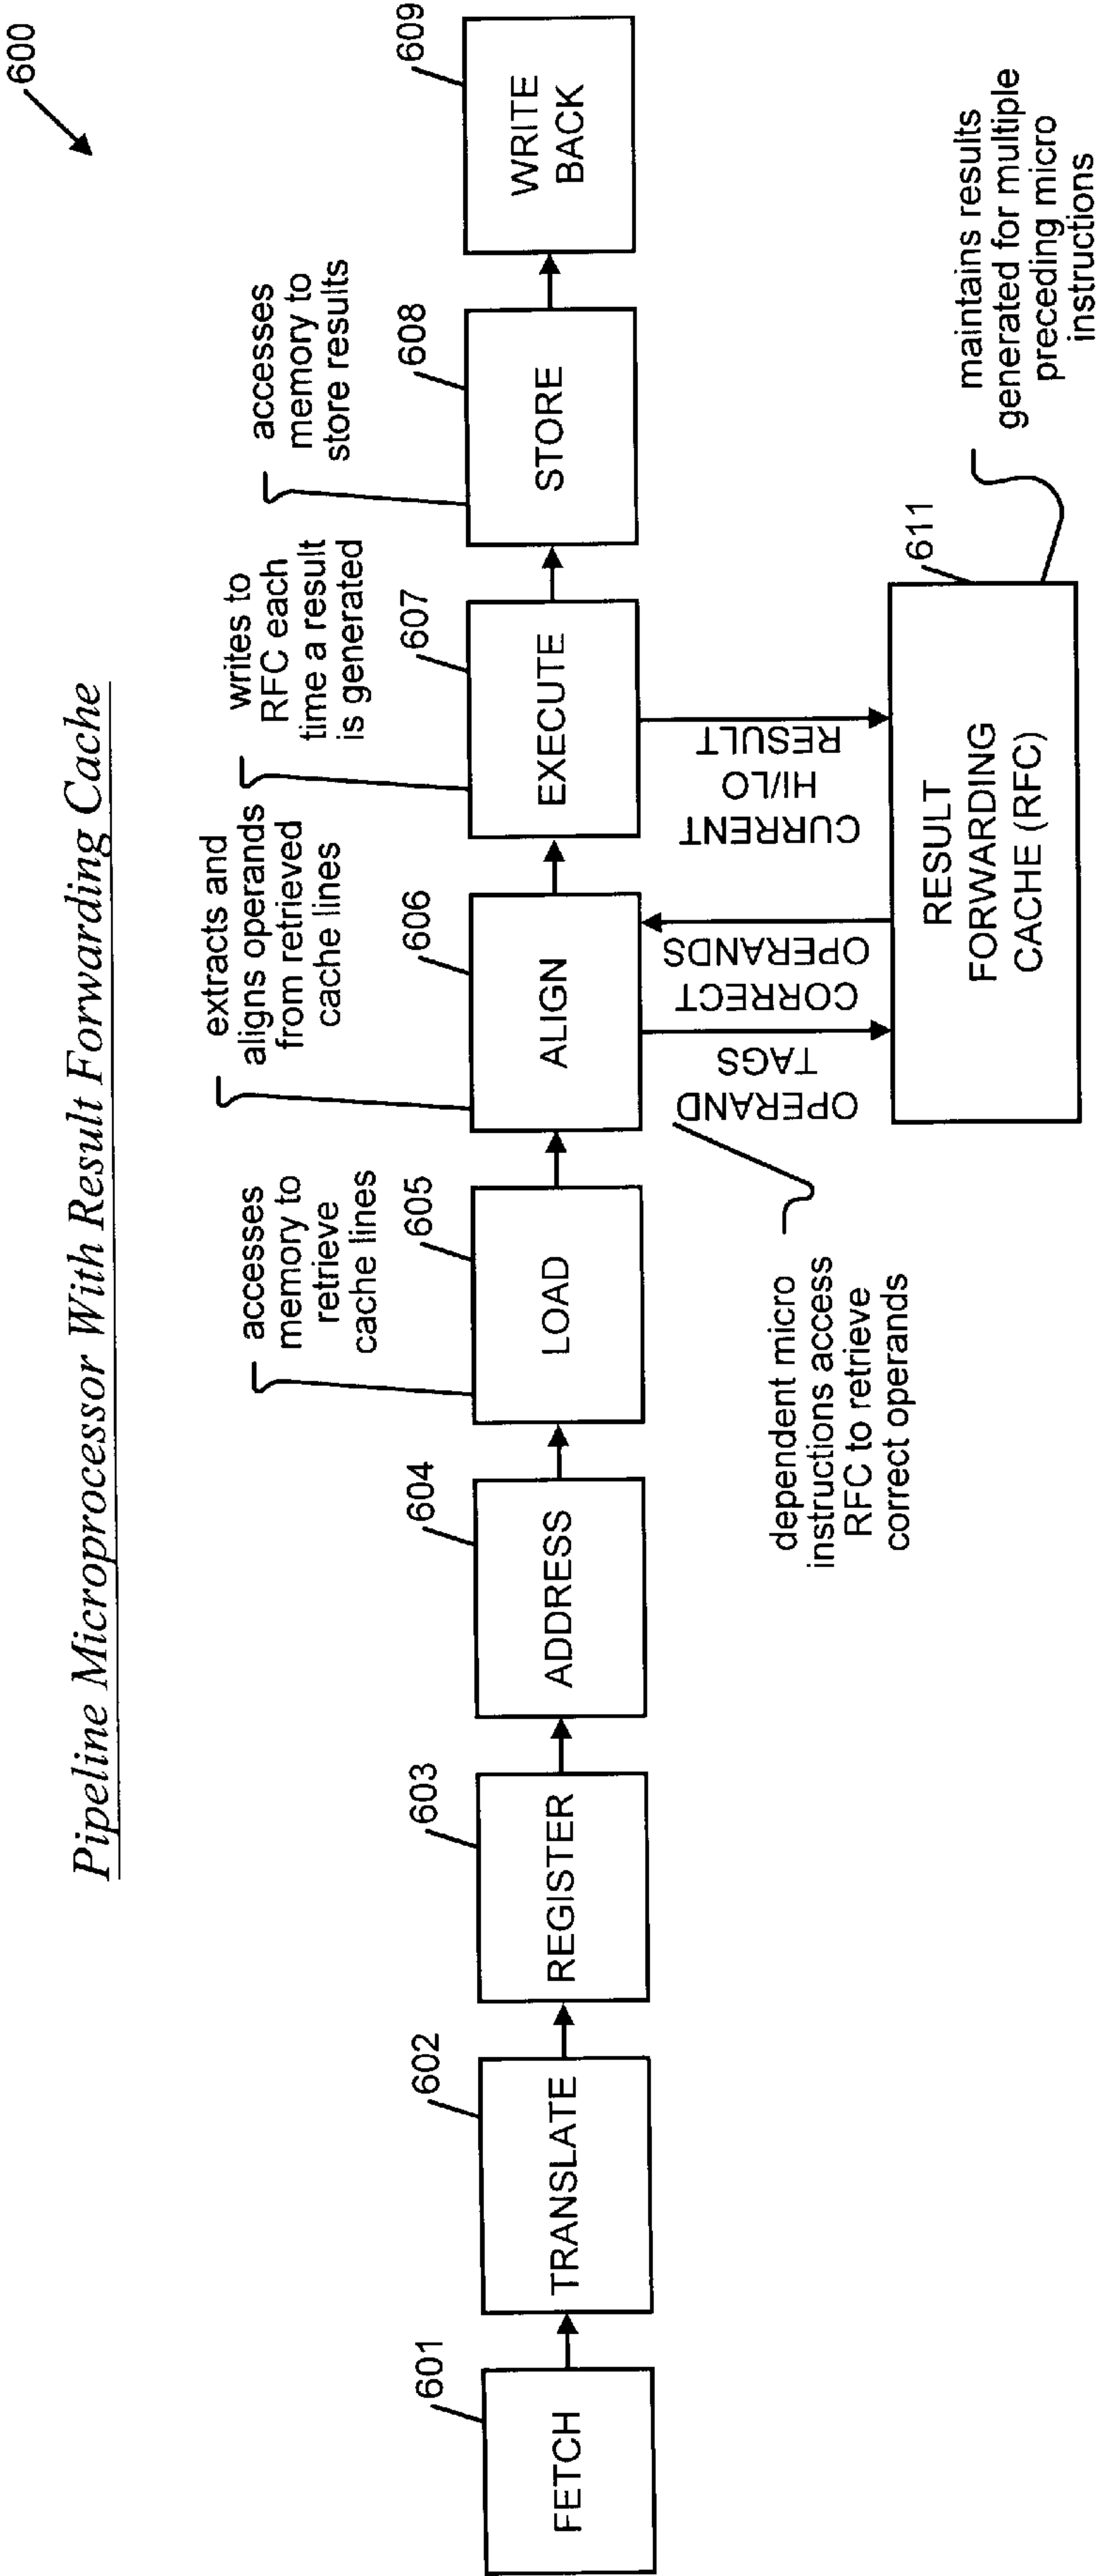 600
Pipeline Microprocessor With Result Forwarding Cache
accesses
memory to
retrieve
cache lines
extracts and
aligns operands
from retrieved
cache lines
writes to
RFC each
time a result
is generated
accesses
memory to
store results
601
602
603
604
605
606
607
608
609
FETCH
TRANSLATE
REGISTER
ADDRESS
LOAD
ALIGN
EXECUTE
STORE
WRITE
BACK
OPERAND
TAGS
CORRECT
OPERANDS
CURRENT
HI/LO
RESULT
dependent micro
instructions access
RFC to retrieve
correct operands
611
RESULT
FORWARDING
CACHE (RFC)
maintains results
generated for multiple
preceding micro
instructions